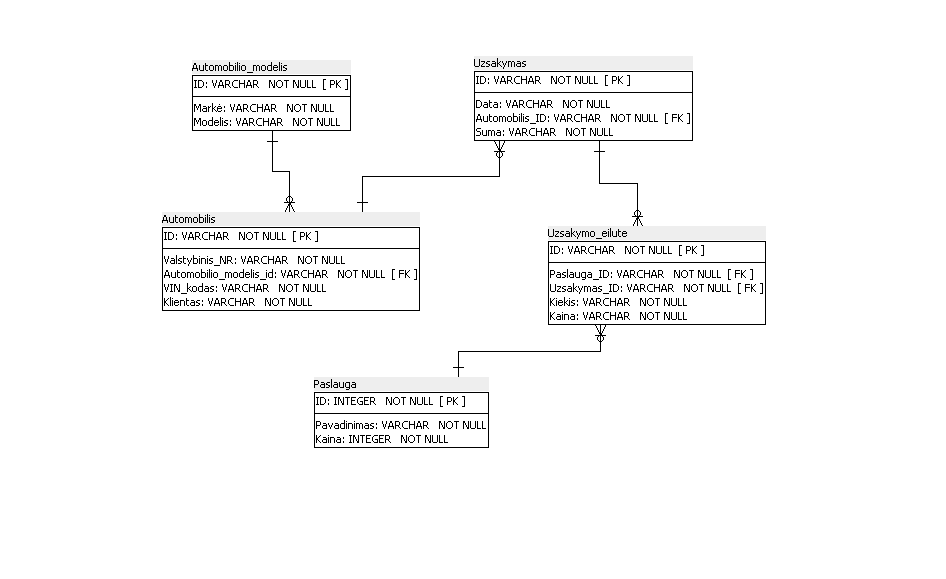 Automobilio_modelis
ID: VARCHAR NOT NULL [ PK ]
Markė: VARCHAR NOT NULL
Modelis: VARCHAR NOT NULL
Uzsakymas
ID: VARCHAR NOT NULL [ PK ]
Data: VARCHAR NOT NULL
Automobilis_ID: VARCHAR NOT NULL [ FK ]
Suma: VARCHAR NOT NULL
Automobilis
ID: VARCHAR NOT NULL [ PK ]
Valstybinis_NR: VARCHAR NOT NULL
Automobilio_modelis_id: VARCHAR NOT NULL [ FK ]
VIN_kodas: VARCHAR NOT NULL
Klientas: VARCHAR NOT NULL
Uzsakymo_eilute
ID: VARCHAR NOT NULL [ PK ]
Paslauga_ID: VARCHAR NOT NULL [ FK ]
Uzsakymas_ID: VARCHAR NOT NULL [ FK ]
Kiekis: VARCHAR NOT NULL
Kaina: VARCHAR NOT NULL
Paslauga
ID: INTEGER NOT NULL [ PK ]
Pavadinimas: VARCHAR NOT NULL
Kaina: INTEGER NOT NULL